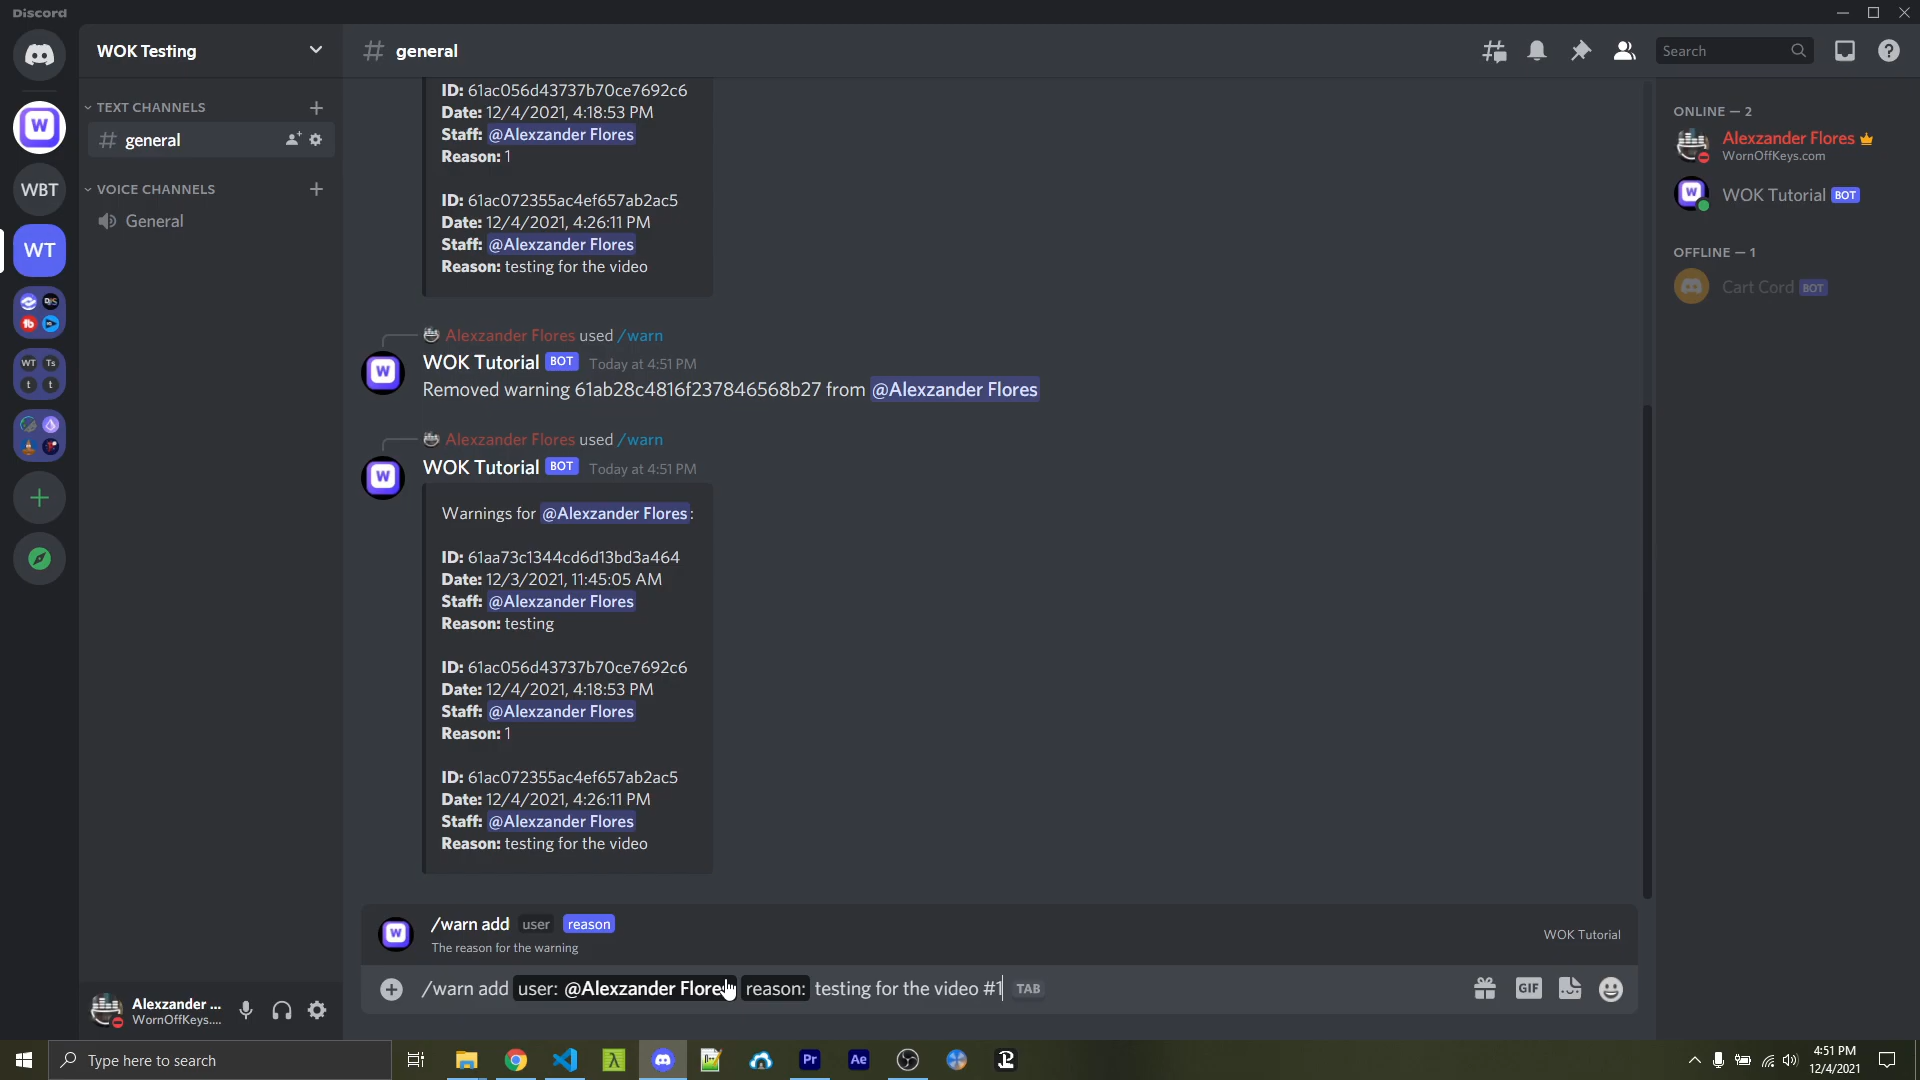 Discord
WOK Testing
TEXT CHANNELS
general
VOICE CHANNELS
General
W
WBT
WT
DJS
WT Ts
t t
# general
Search
ID: 61ac056d43737b70ce7692c6
Date: 12/4/2021, 4:18:53 PM
Staff: @Alexzander Flores
Reason: 1
ID: 61ac072355ac4ef657ab2ac5
Date: 12/4/2021, 4:26:11 PM
Staff: @Alexzander Flores
Reason: testing for the video
Alexzander Flores used /warn
WOK Tutorial BOT Today at 4:51 PM
Removed warning 61ab28c4816f237846568b27 from @Alexzander Flores
Alexzander Flores used /warn
WOK Tutorial BOT Today at 4:51 PM
Warnings for @Alexzander Flores:
ID: 61aa73c1344cd6d13bd3a464
Date: 12/3/2021, 11:45:05 AM
Staff: @Alexzander Flores
Reason: testing
ID: 61ac056d43737b70ce7692c6
Date: 12/4/2021, 4:18:53 PM
Staff: @Alexzander Flores
Reason: 1
ID: 61ac072355ac4ef657ab2ac5
Date: 12/4/2021, 4:26:11 PM
Staff: @Alexzander Flores
Reason: testing for the video
/warn add user reason
The reason for the warning
WOK Tutorial
/warn add user: @Alexzander Flores reason: testing for the video #1 TAB
GIF
ONLINE — 2
Alexzander Flores
WornOffKeys.com
WOK Tutorial BOT
OFFLINE — 1
Cart Cord BOT
Alexzander ...
WornOffKeys....
Type here to search
Pr
Ae
4:51 PM
12/4/2021